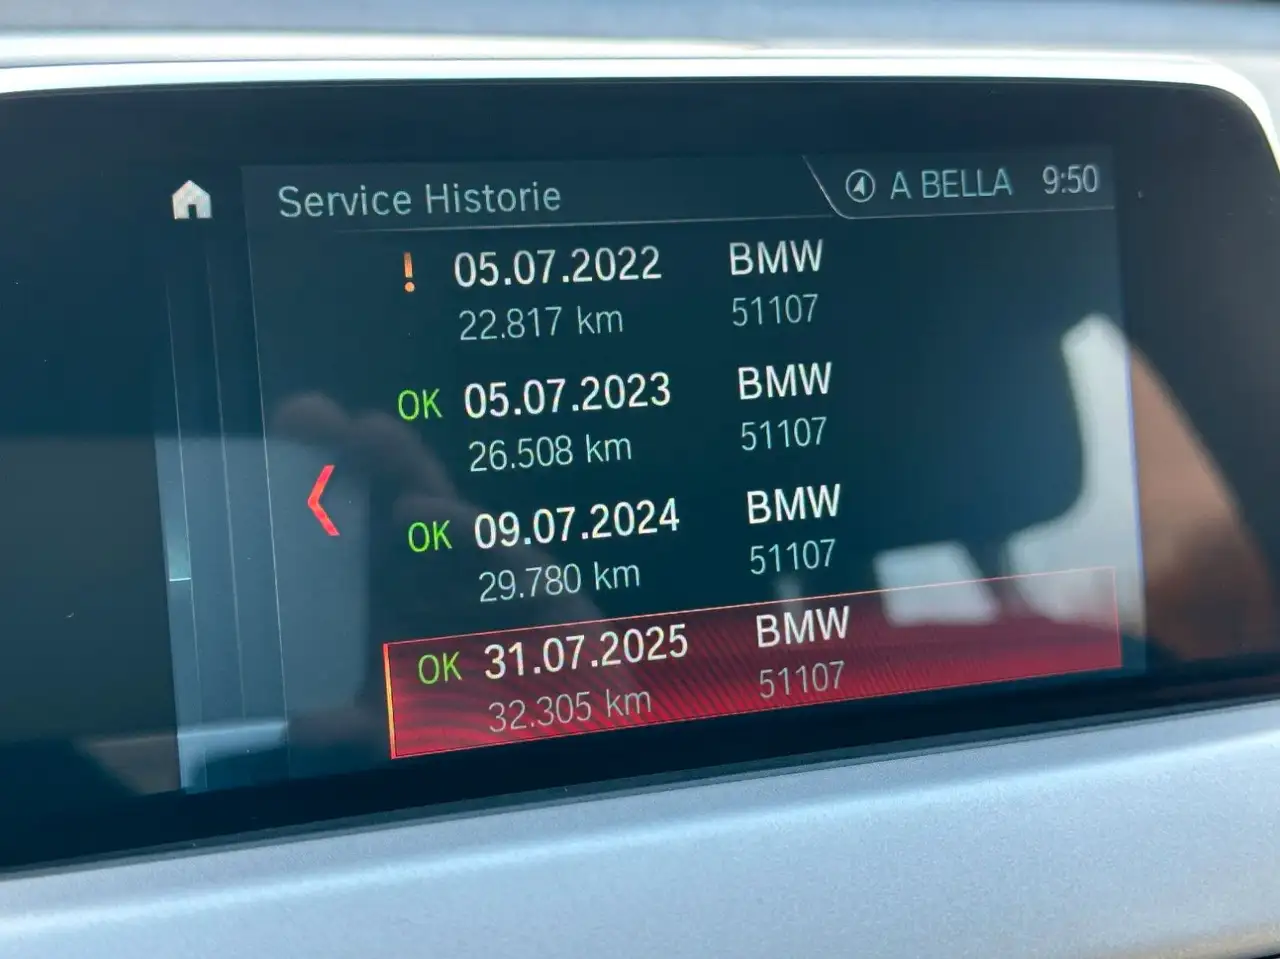 Service Historie
A BELLA 9:50
! 05.07.2022 BMW
22.817 km 51107
OK 05.07.2023 BMW
26.508 km 51107
OK 09.07.2024 BMW
29.780 km 51107
OK 31.07.2025 BMW
32.305 km 51107